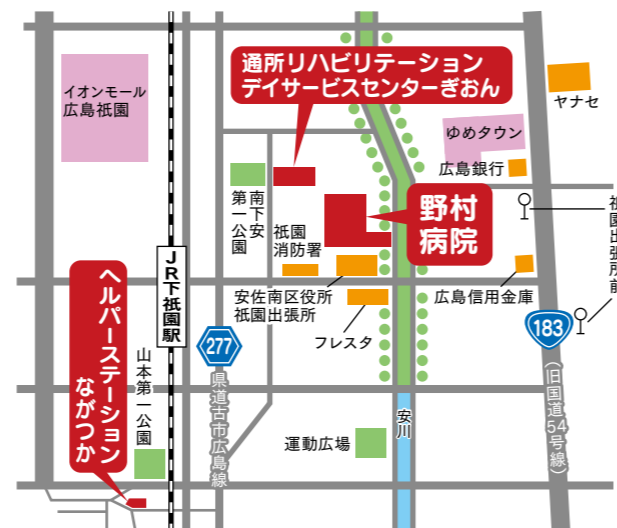 イオンモール
広島祇園
通所リハビリテーション
デイサービスセンターぎおん
ヤナセ
ゆめタウン
広島銀行
南下安
第一公園
祇園
消防署
野村
病院
祇園出張所前
JR下祇園駅
安佐南区役所
祇園出張所
広島信用金庫
フレスタ
183
(旧国道54号線)
277
県道古市広島線
ヘルパーステーション
ながつか
山本第一公園
運動広場
安川